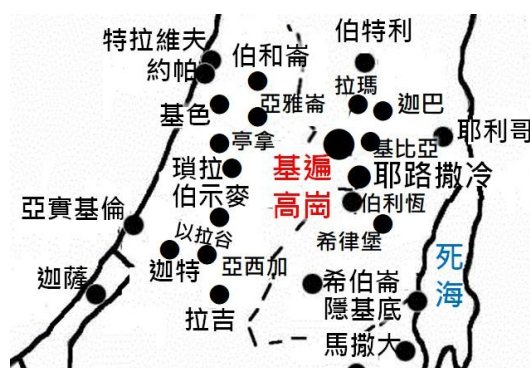 特拉維夫
約帕
伯和崙
伯特利
拉瑪
迦巴
基色
亞雅崙
亭拿
基比亞
耶利哥
瑣拉
基遍
高崗
耶路撒冷
伯示麥
伯利恆
亞實基倫
以拉谷
希律堡
迦特
亞西加
死
海
迦薩
希伯崙
拉吉
隱基底
馬撒大